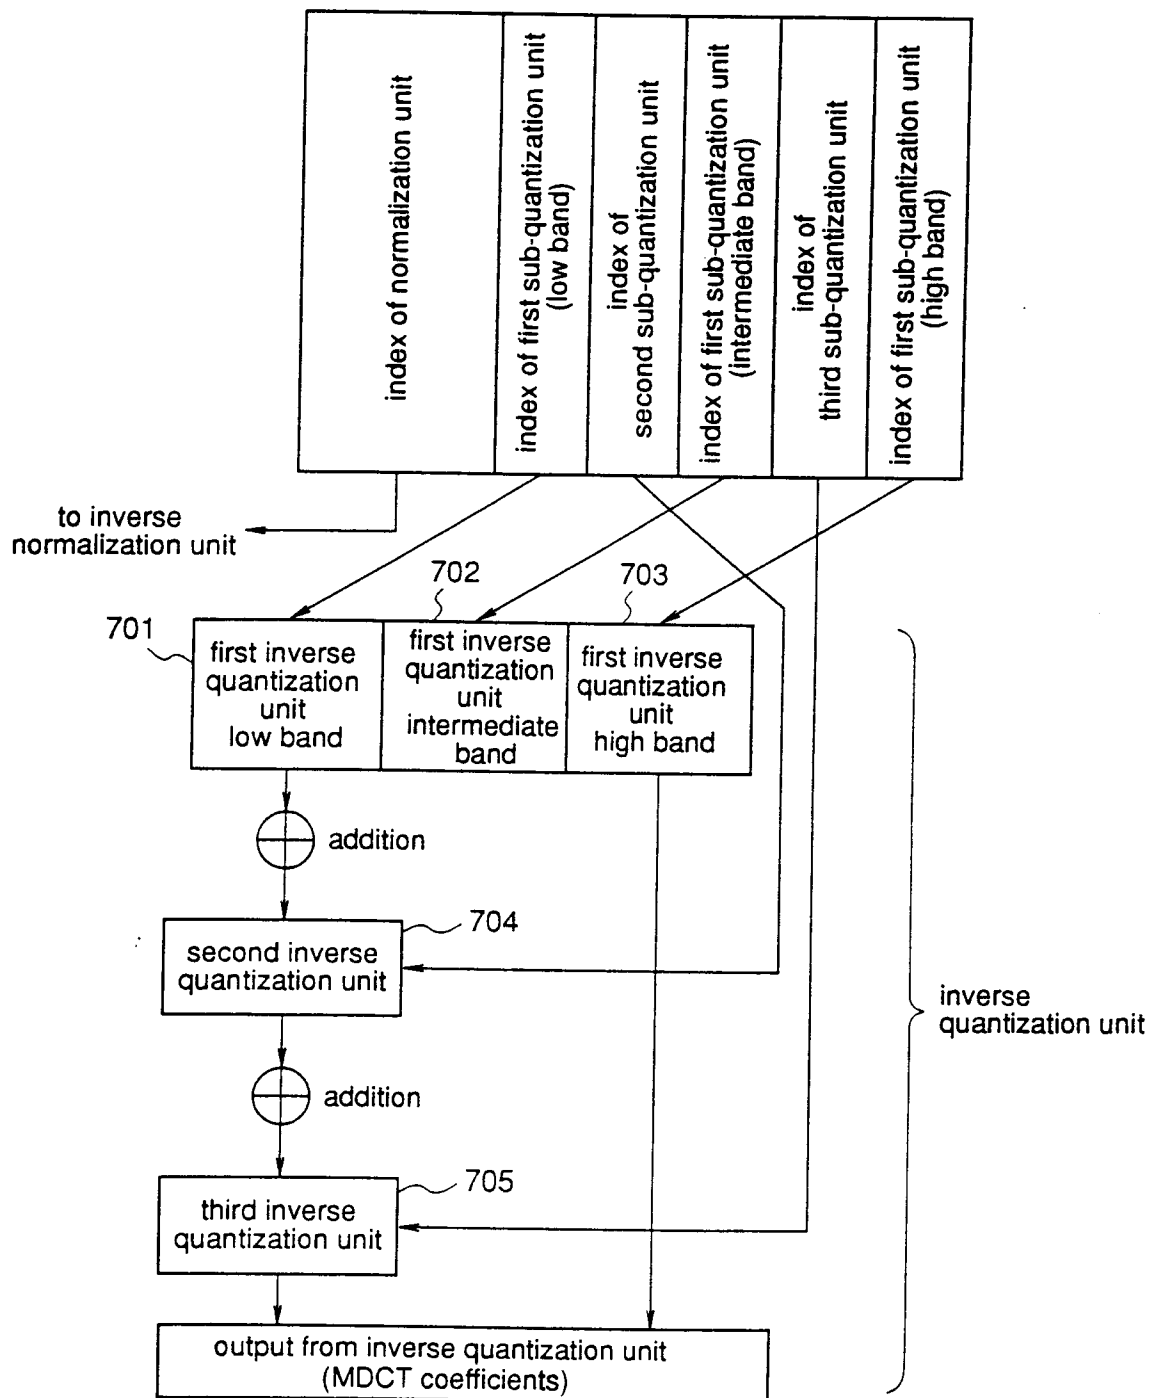 index of normalization unit
index of first sub-quantization unit
(low band)
index of
second sub-quantization unit
index of first sub-quantization unit
(intermediate band)
index of
third sub-quantization unit
index of first sub-quantization unit
(high band)
to inverse
normalization unit
701
702
703
first inverse
quantization
unit
low band
first inverse
quantization
unit
intermediate
band
first inverse
quantization
unit
high band
addition
704
second inverse
quantization unit
inverse
quantization unit
addition
705
third inverse
quantization unit
output from inverse quantization unit
(MDCT coefficients)